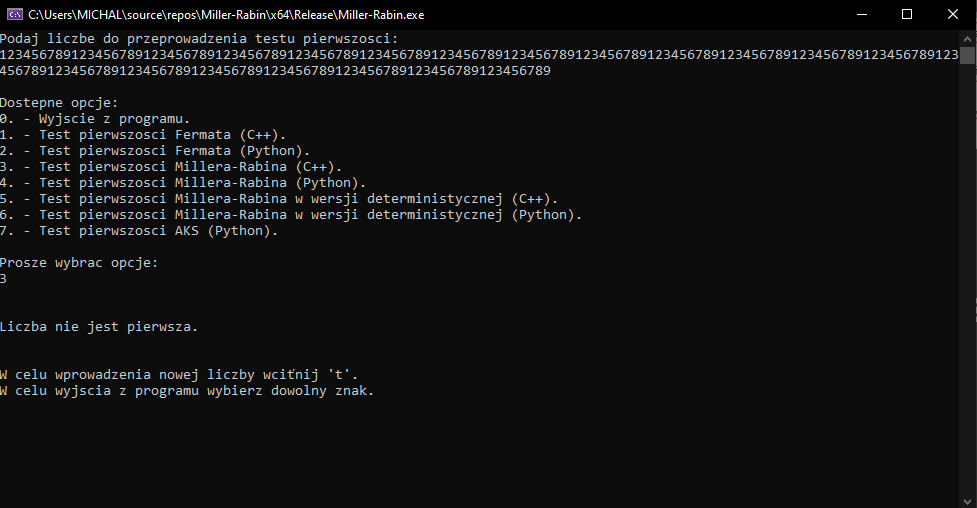 C:\Users\MICHAL\source\repos\Miller-Rabin\x64\Release\Miller-Rabin.exe
Podaj liczbe do przeprowadzenia testu pierwszosci:
123456789123456789123456789123456789123456789123456789123456789123456789123456789123456789123456789123456789123456789123
456789123456789123456789123456789123456789123456789123456789123456789
Dostepne opcje:
0. - Wyjscie z programu.
1. - Test pierwszosci Fermata (C++).
2. - Test pierwszosci Fermata (Python).
3. - Test pierwszosci Millera-Rabina (C++).
4. - Test pierwszosci Millera-Rabina (Python).
5. - Test pierwszosci Millera-Rabina w wersji deterministycznej (C++).
6. - Test pierwszosci Millera-Rabina w wersji deterministycznej (Python).
7. - Test pierwszosci AKS (Python).
Prosze wybrac opcje:
3
Liczba nie jest pierwsza.
W celu wprowadzenia nowej liczby wciťnij 't'.
W celu wyjscia z programu wybierz dowolny znak.